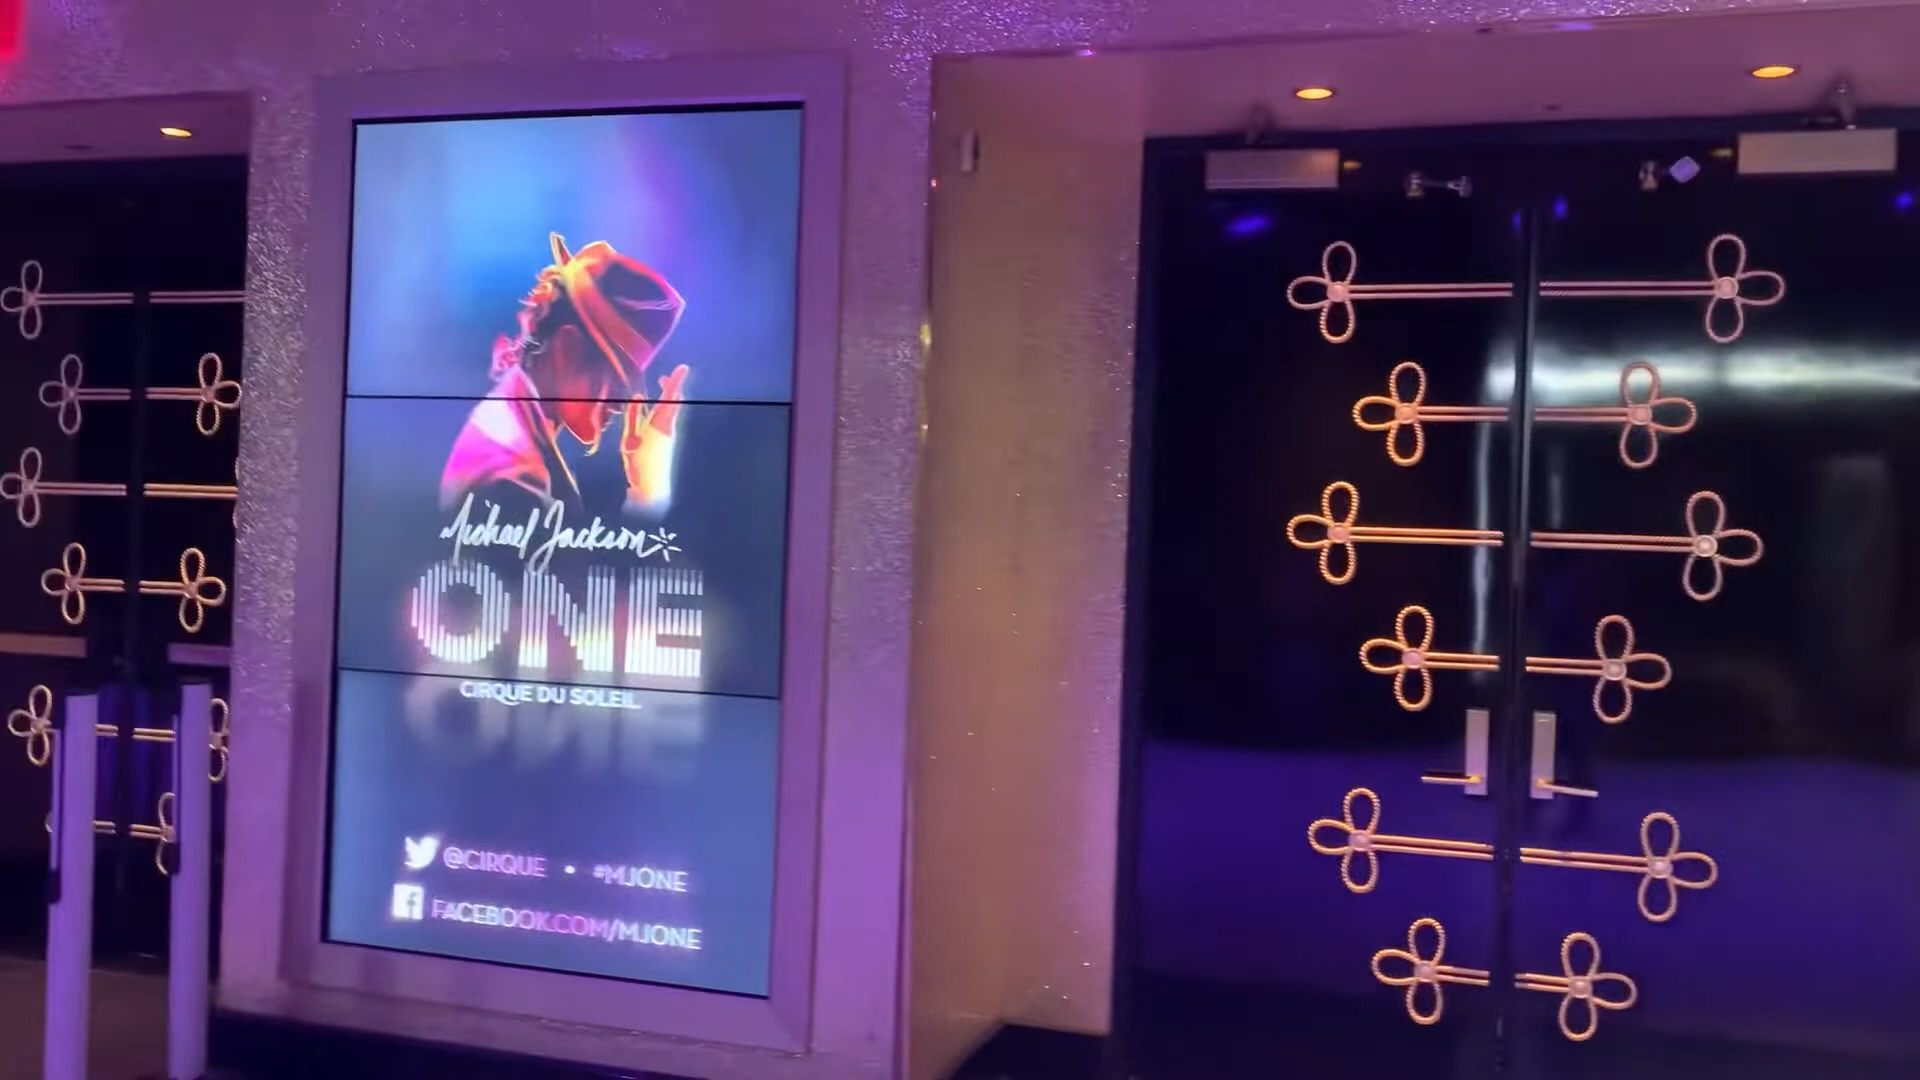 Michael Jackson
ONE
CIRQUE DU SOLEIL
@CIRQUE • #MJONE
FACEBOOK.COM/MJONE